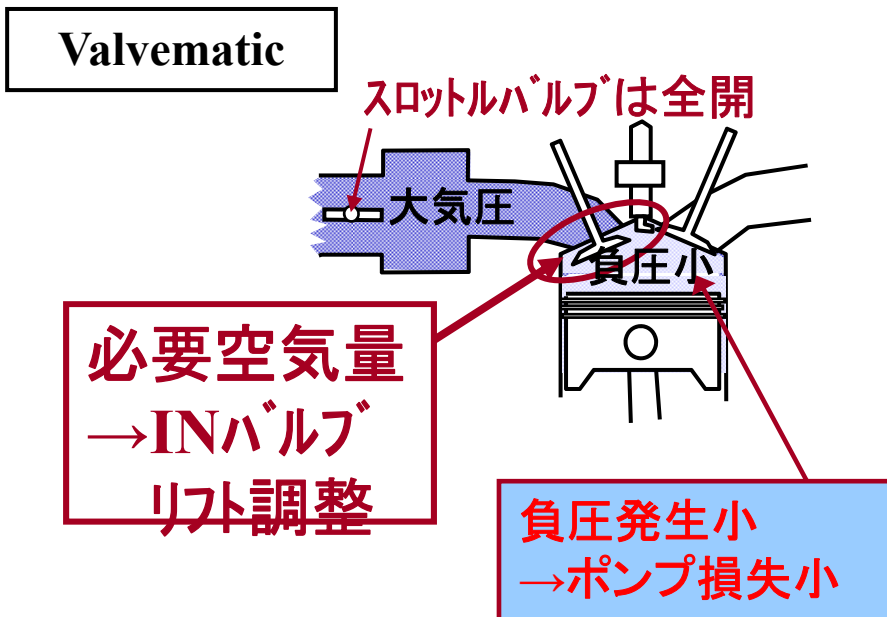 Valvematic
スロットルバルブは全開
大気圧
負圧小
必要空気量
→INバルブ
リフト調整
負圧発生小
→ポンプ損失小